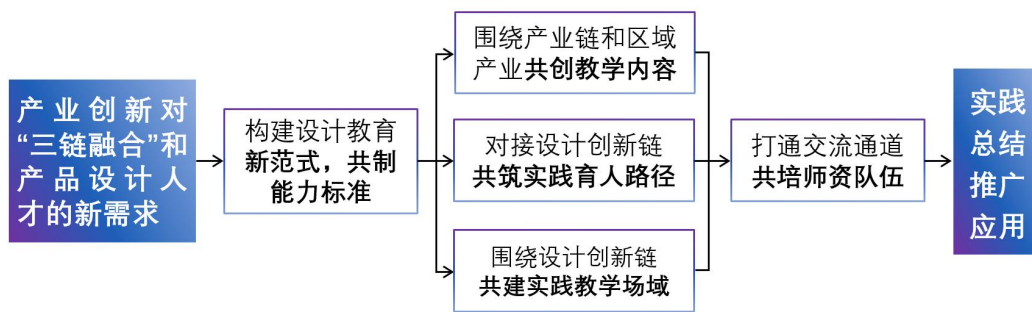 产业创新对
“三链融合”和
产品设计人
才的新需求
构建设计教育
新范式，共制
能力标准
围绕产业链和区域
产业共创教学内容
对接设计创新链
共筑实践育人路径
围绕设计创新链
共建实践教学场域
打通交流通道
共培师资队伍
实践
总结
推广
应用